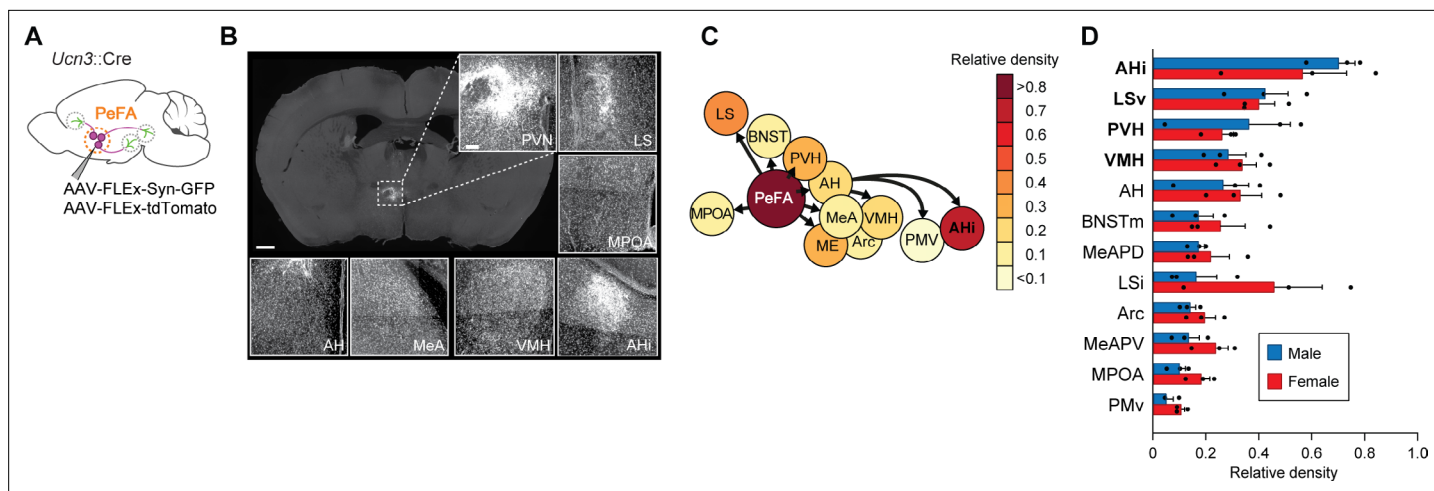 A
Ucn3::Cre
PeFA
AAV-FLEx-Syn-GFP
AAV-FLEx-tdTomato
B
PVN
LS
MPOA
AH
MeA
VMH
AHi
C
Relative density
>0.8
0.7
0.6
0.5
0.4
0.3
0.2
0.1
<0.1
LS
BNST
PVH
AH
PeFA
MPOA
MeA
VMH
ME
Arc
PMV
AHi
D
AHi
LSv
PVH
VMH
AH
BNSTm
MeAPD
LSi
Arc
MeAPV
MPOA
PMv
Male
Female
0 0.2 0.4 0.6 0.8 1.0
Relative density